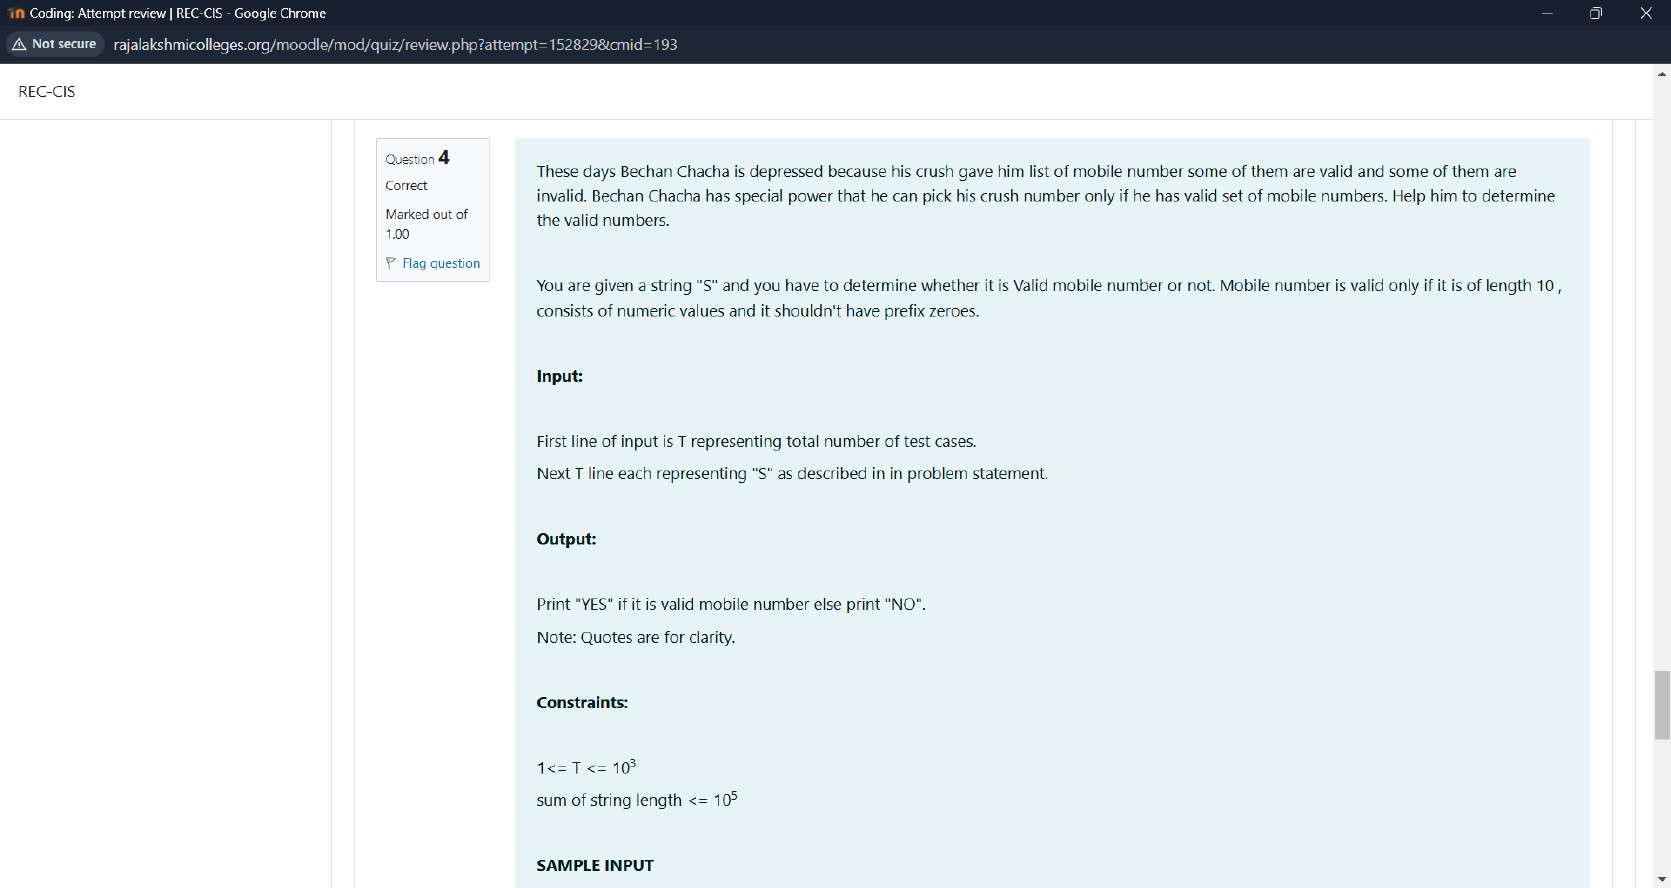 Coding: Attempt review | REC-CIS - Google Chrome
Not secure rajalakshmicolleges.org/moodle/mod/quiz/review.php?attempt=152829&cmid=193
REC-CIS
Question 4
Correct
Marked out of
1.00
Flag question
These days Bechan Chacha is depressed because his crush gave him list of mobile number some of them are valid and some of them are
invalid. Bechan Chacha has special power that he can pick his crush number only if he has valid set of mobile numbers. Help him to determine
the valid numbers.
You are given a string "S" and you have to determine whether it is Valid mobile number or not. Mobile number is valid only if it is of length 10 ,
consists of numeric values and it shouldn't have prefix zeroes.
Input:
First line of input is T representing total number of test cases.
Next T line each representing "S" as described in in problem statement.
Output:
Print "YES" if it is valid mobile number else print "NO".
Note: Quotes are for clarity.
Constraints:
1<= T <= 10³
sum of string length <= 10⁵
SAMPLE INPUT